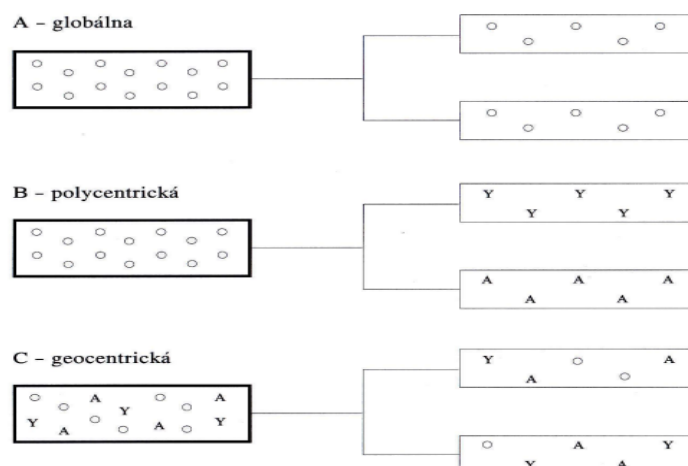 A – globálna
B – polycentrická
Y Y Y
Y Y
A A A
A A
C – geocentrická
A A
Y
Y A A Y
Y A
A
A Y
Y A